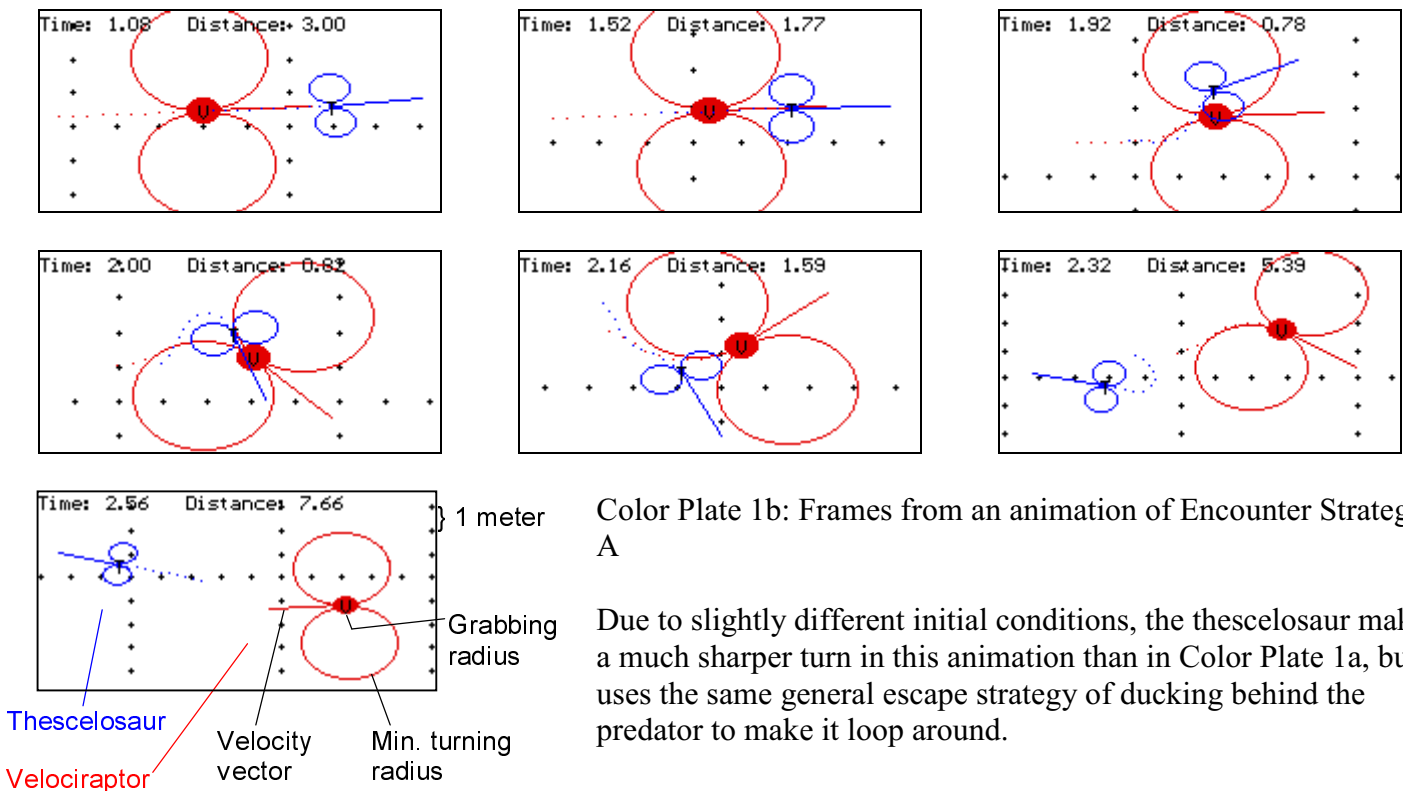 Time: 1.08 Distance: 3.00
V
T
Time: 1.52 Distance: 1.77
V
T
Time: 1.92 Distance: 0.78
T
V
Time: 2.00 Distance: 0.82
T
V
Time: 2.16 Distance: 1.59
V
T
Time: 2.32 Distance: 5.39
V
T
Time: 2.56 Distance: 7.66
T
V
} 1 meter
Grabbing
radius
Thescelosaur
Velocity
vector
Min. turning
radius
Velociraptor
Color Plate 1b: Frames from an animation of Encounter Strateg
A
Due to slightly different initial conditions, the thescelosaur mak
a much sharper turn in this animation than in Color Plate 1a, bu
uses the same general escape strategy of ducking behind the
predator to make it loop around.